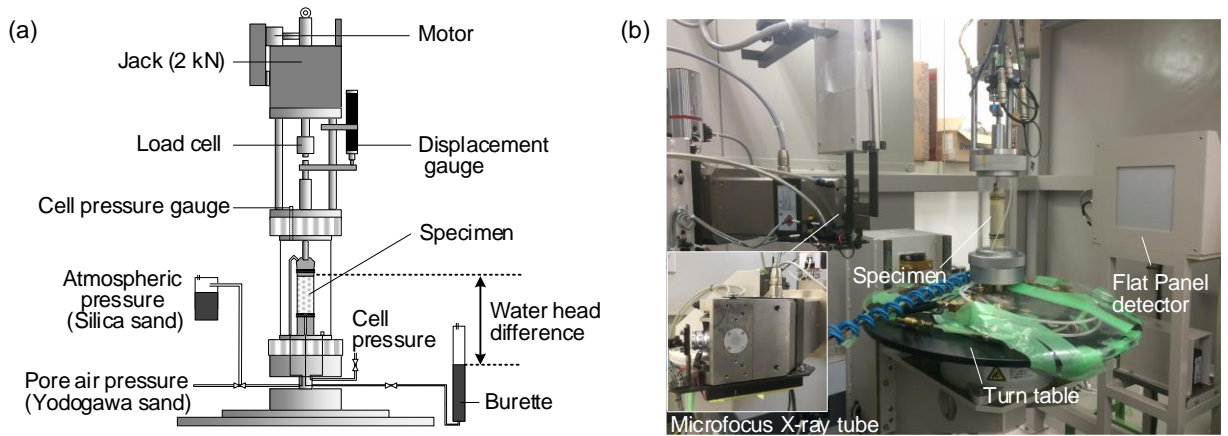 (a)
Motor
Jack (2 kN)
Load cell
Displacement
gauge
Cell pressure gauge
Specimen
Atmospheric
pressure
(Silica sand)
Water head
difference
Cell
pressure
Pore air pressure
(Yodogawa sand)
Burette
(b)
Specimen
Flat Panel
detector
Turn table
Microfocus X-ray tube